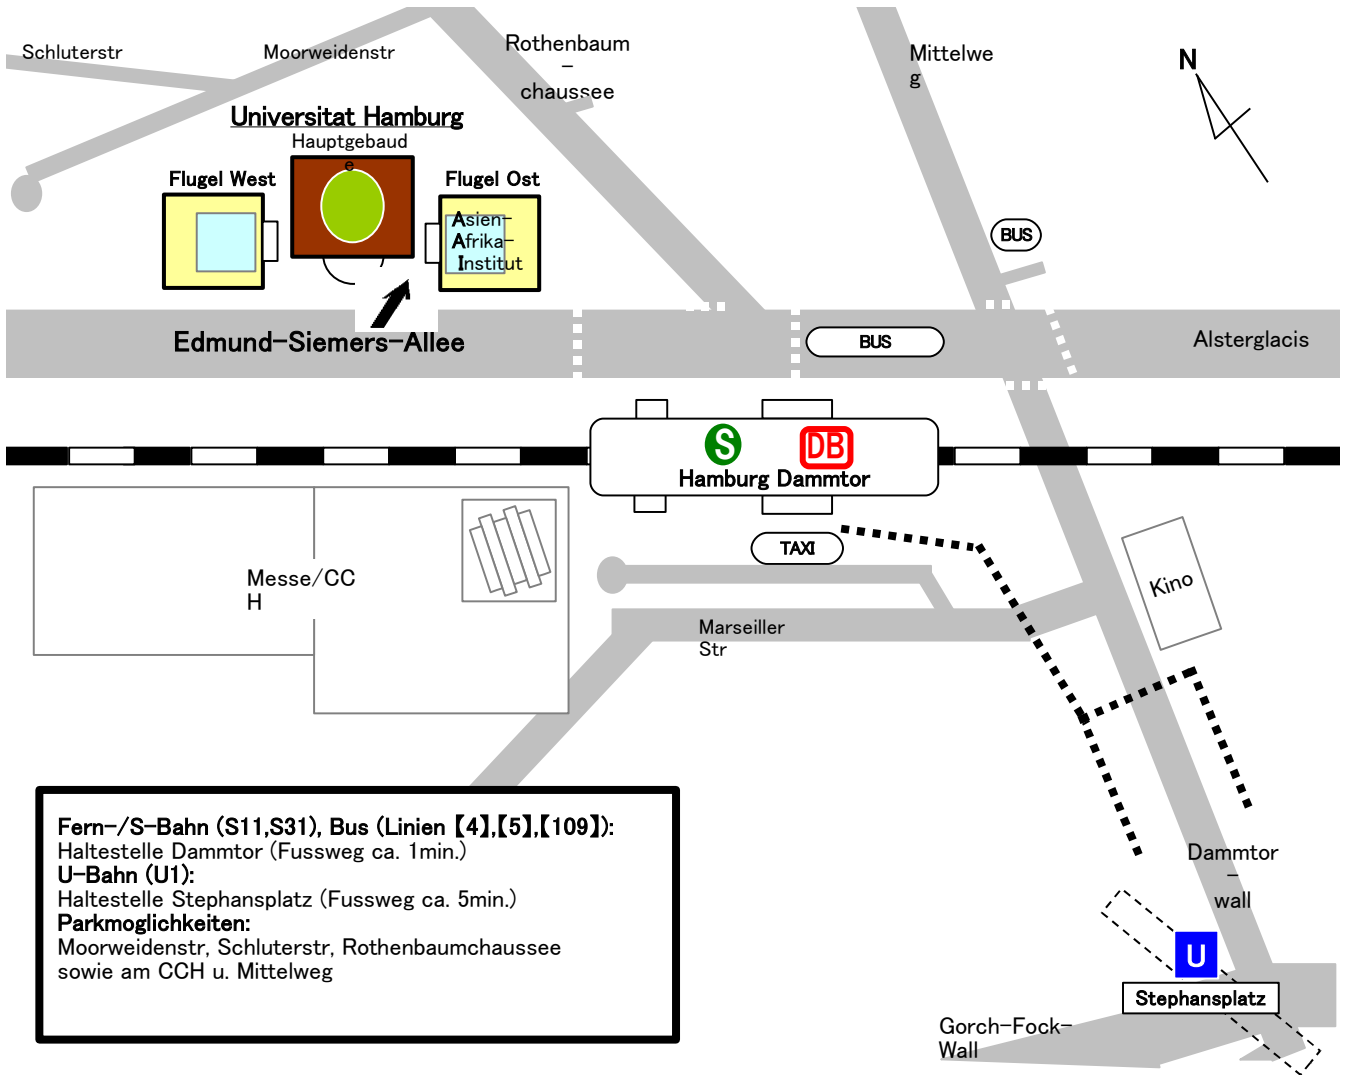 Schluterstr
Moorweidenstr
Rothenbaum
–
chaussee
Mittelwe
g
N
Universitat Hamburg
Hauptgebaud
e
Flugel West
Flugel Ost
Asien-
Afrika-
Institut
BUS
Edmund-Siemers-Allee
BUS
Alsterglacis
S
DB
Hamburg Dammtor
TAXI
Messe/CC
H
Kino
Marseiller
Str
Fern-/S-Bahn (S11,S31), Bus (Linien 【4】,【5】,【109】):
Haltestelle Dammtor (Fussweg ca. 1min.)
U-Bahn (U1):
Haltestelle Stephansplatz (Fussweg ca. 5min.)
Parkmoglichkeiten:
Moorweidenstr, Schluterstr, Rothenbaumchaussee
sowie am CCH u. Mittelweg
Dammtor
–
wall
U
Stephansplatz
Gorch-Fock-
Wall